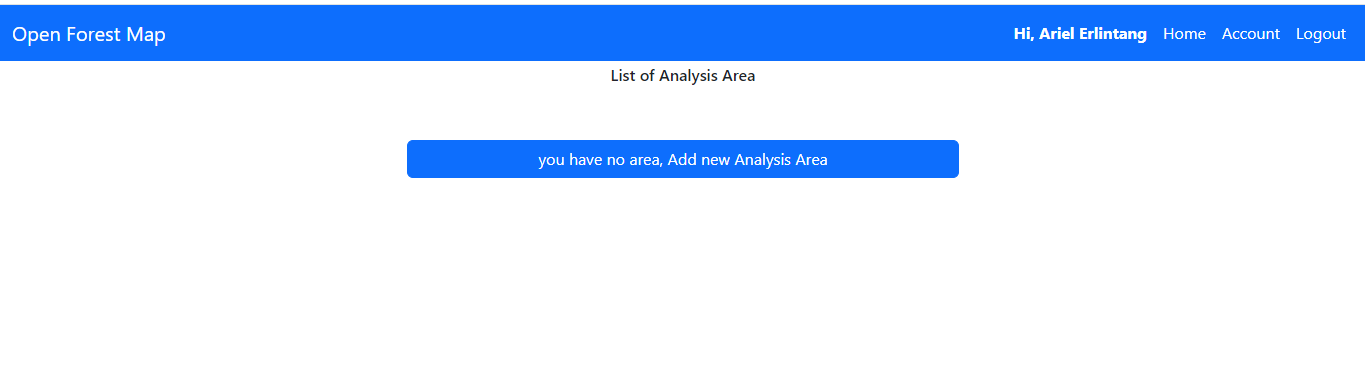 Open Forest Map Hi, Ariel Erlintang Home Account Logout
List of Analysis Area
you have no area, Add new Analysis Area